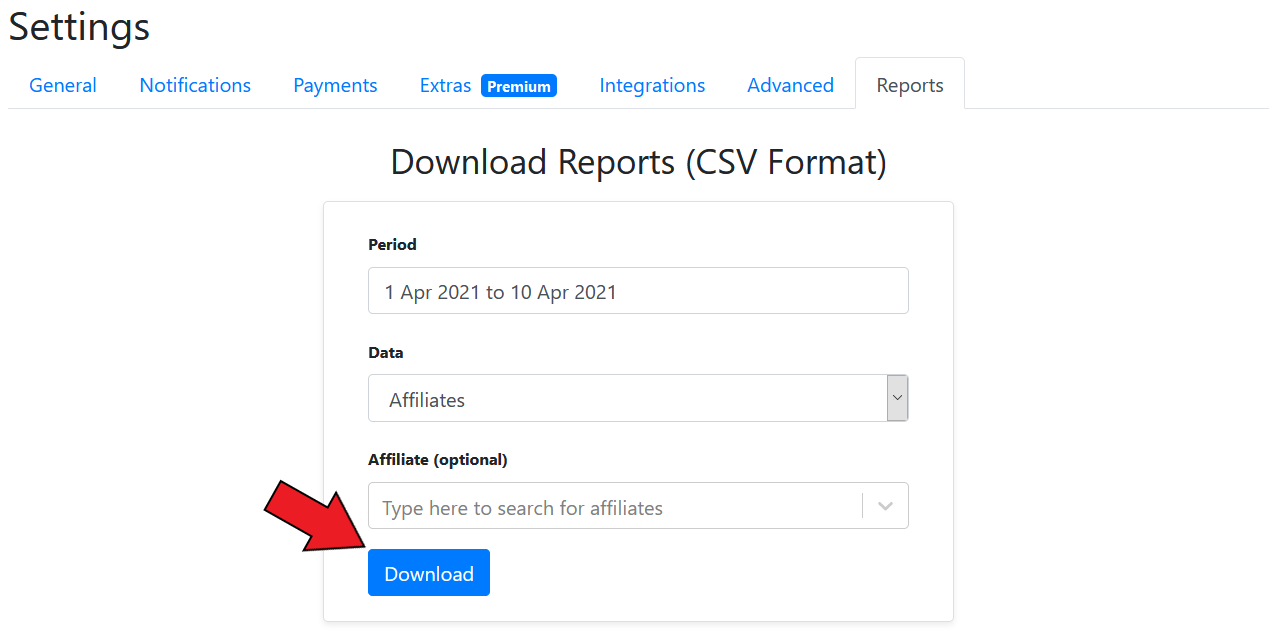 Settings
General Notifications Payments Extras Premium Integrations Advanced Reports
Download Reports (CSV Format)
Period
1 Apr 2021 to 10 Apr 2021
Data
Affiliates
Affiliate (optional)
Type here to search for affiliates
Download